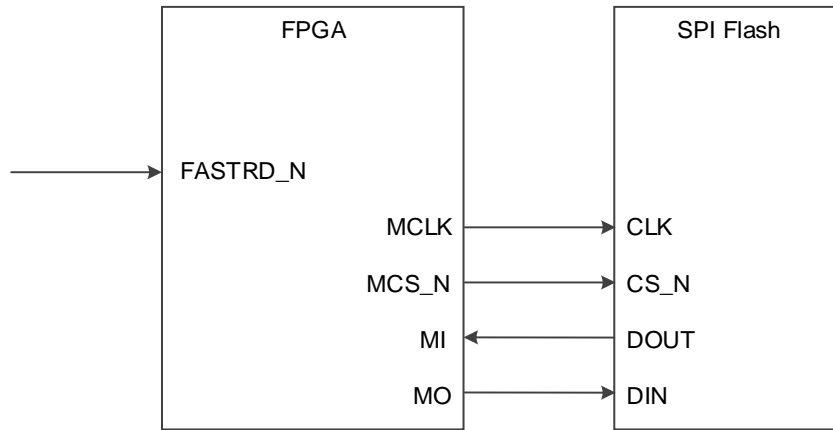 FPGA
SPI Flash
FASTRD_N
MCLK
CLK
MCS_N
CS_N
MI
DOUT
MO
DIN